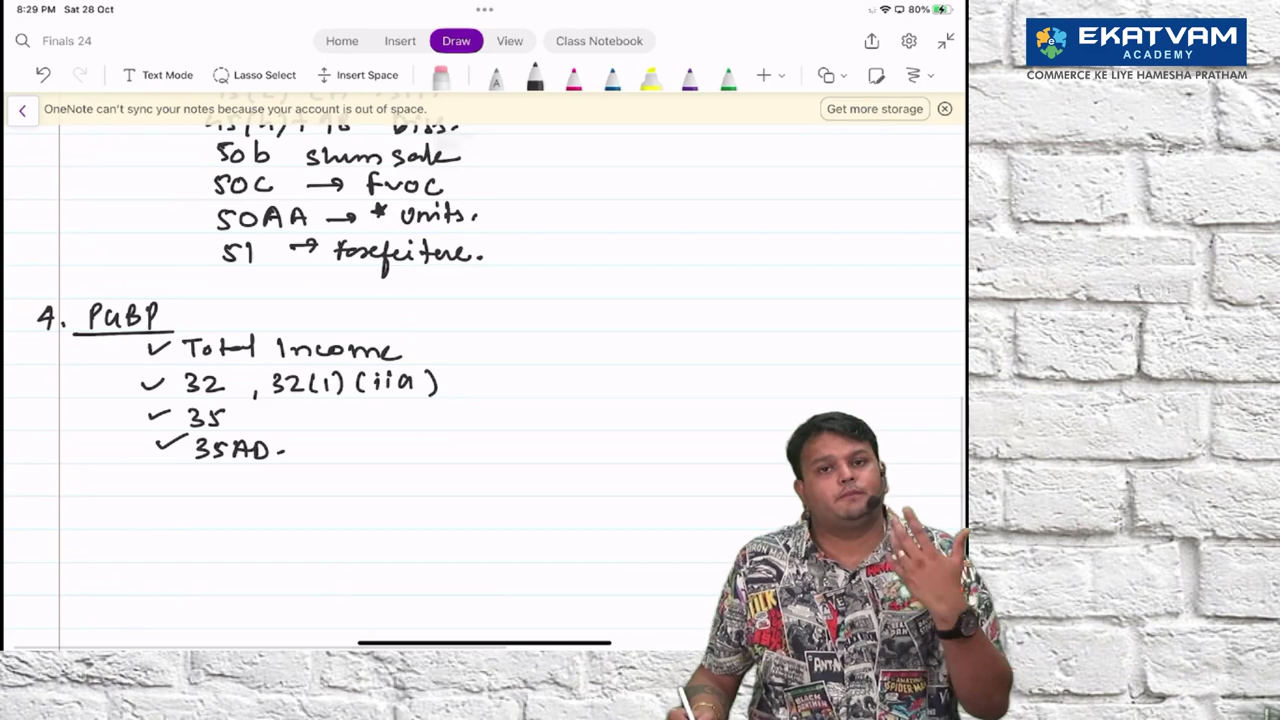 8:29 PM Sat 28 Oct
80%
Finals 24
Home Insert Draw View Class Notebook
Text Mode Lasso Select Insert Space
OneNote can't sync your notes because your account is out of space.
Get more storage
50b slum sale
50C → FVOC
50AA → * units.
51 → forefeiture.
4. PGBP
✓ Total Income
✓ 32 , 32(1)(iia)
✓ 35
✓ 35AD.
EKATVAM
ACADEMY
COMMERCE KE LIYE HAMESHA PRATHAM